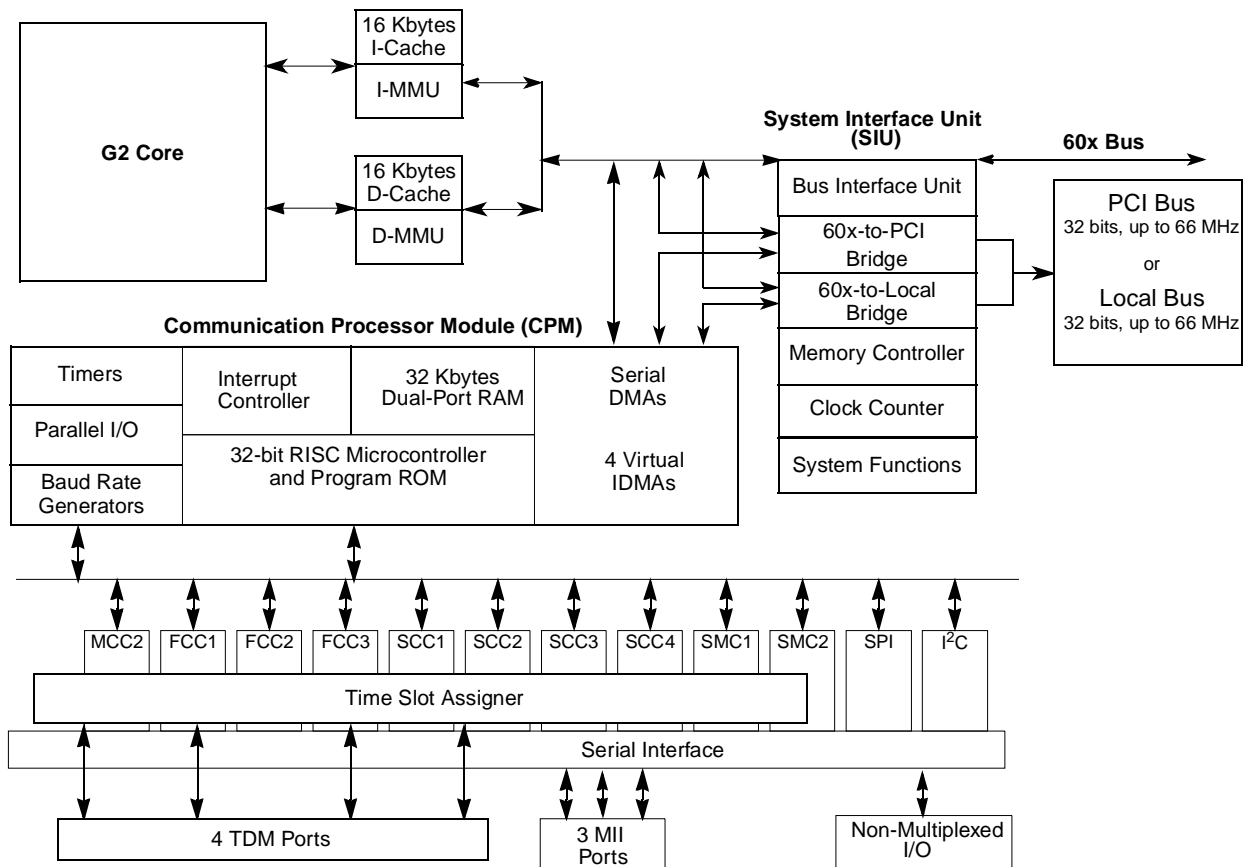 16 Kbytes
I-Cache
I-MMU
G2 Core
16 Kbytes
D-Cache
D-MMU
System Interface Unit
(SIU)
60x Bus
Bus Interface Unit
60x-to-PCI
Bridge
60x-to-Local
Bridge
Memory Controller
Clock Counter
System Functions
PCI Bus
32 bits, up to 66 MHz
or
Local Bus
32 bits, up to 66 MHz
Communication Processor Module (CPM)
Timers
Parallel I/O
Baud Rate
Generators
Interrupt
Controller
32 Kbytes
Dual-Port RAM
32-bit RISC Microcontroller
and Program ROM
Serial
DMAs
4 Virtual
IDMAs
MCC2 FCC1 FCC2 FCC3 SCC1 SCC2 SCC3 SCC4 SMC1 SMC2 SPI I²C
Time Slot Assigner
Serial Interface
4 TDM Ports
3 MII
Ports
Non-Multiplexed
I/O